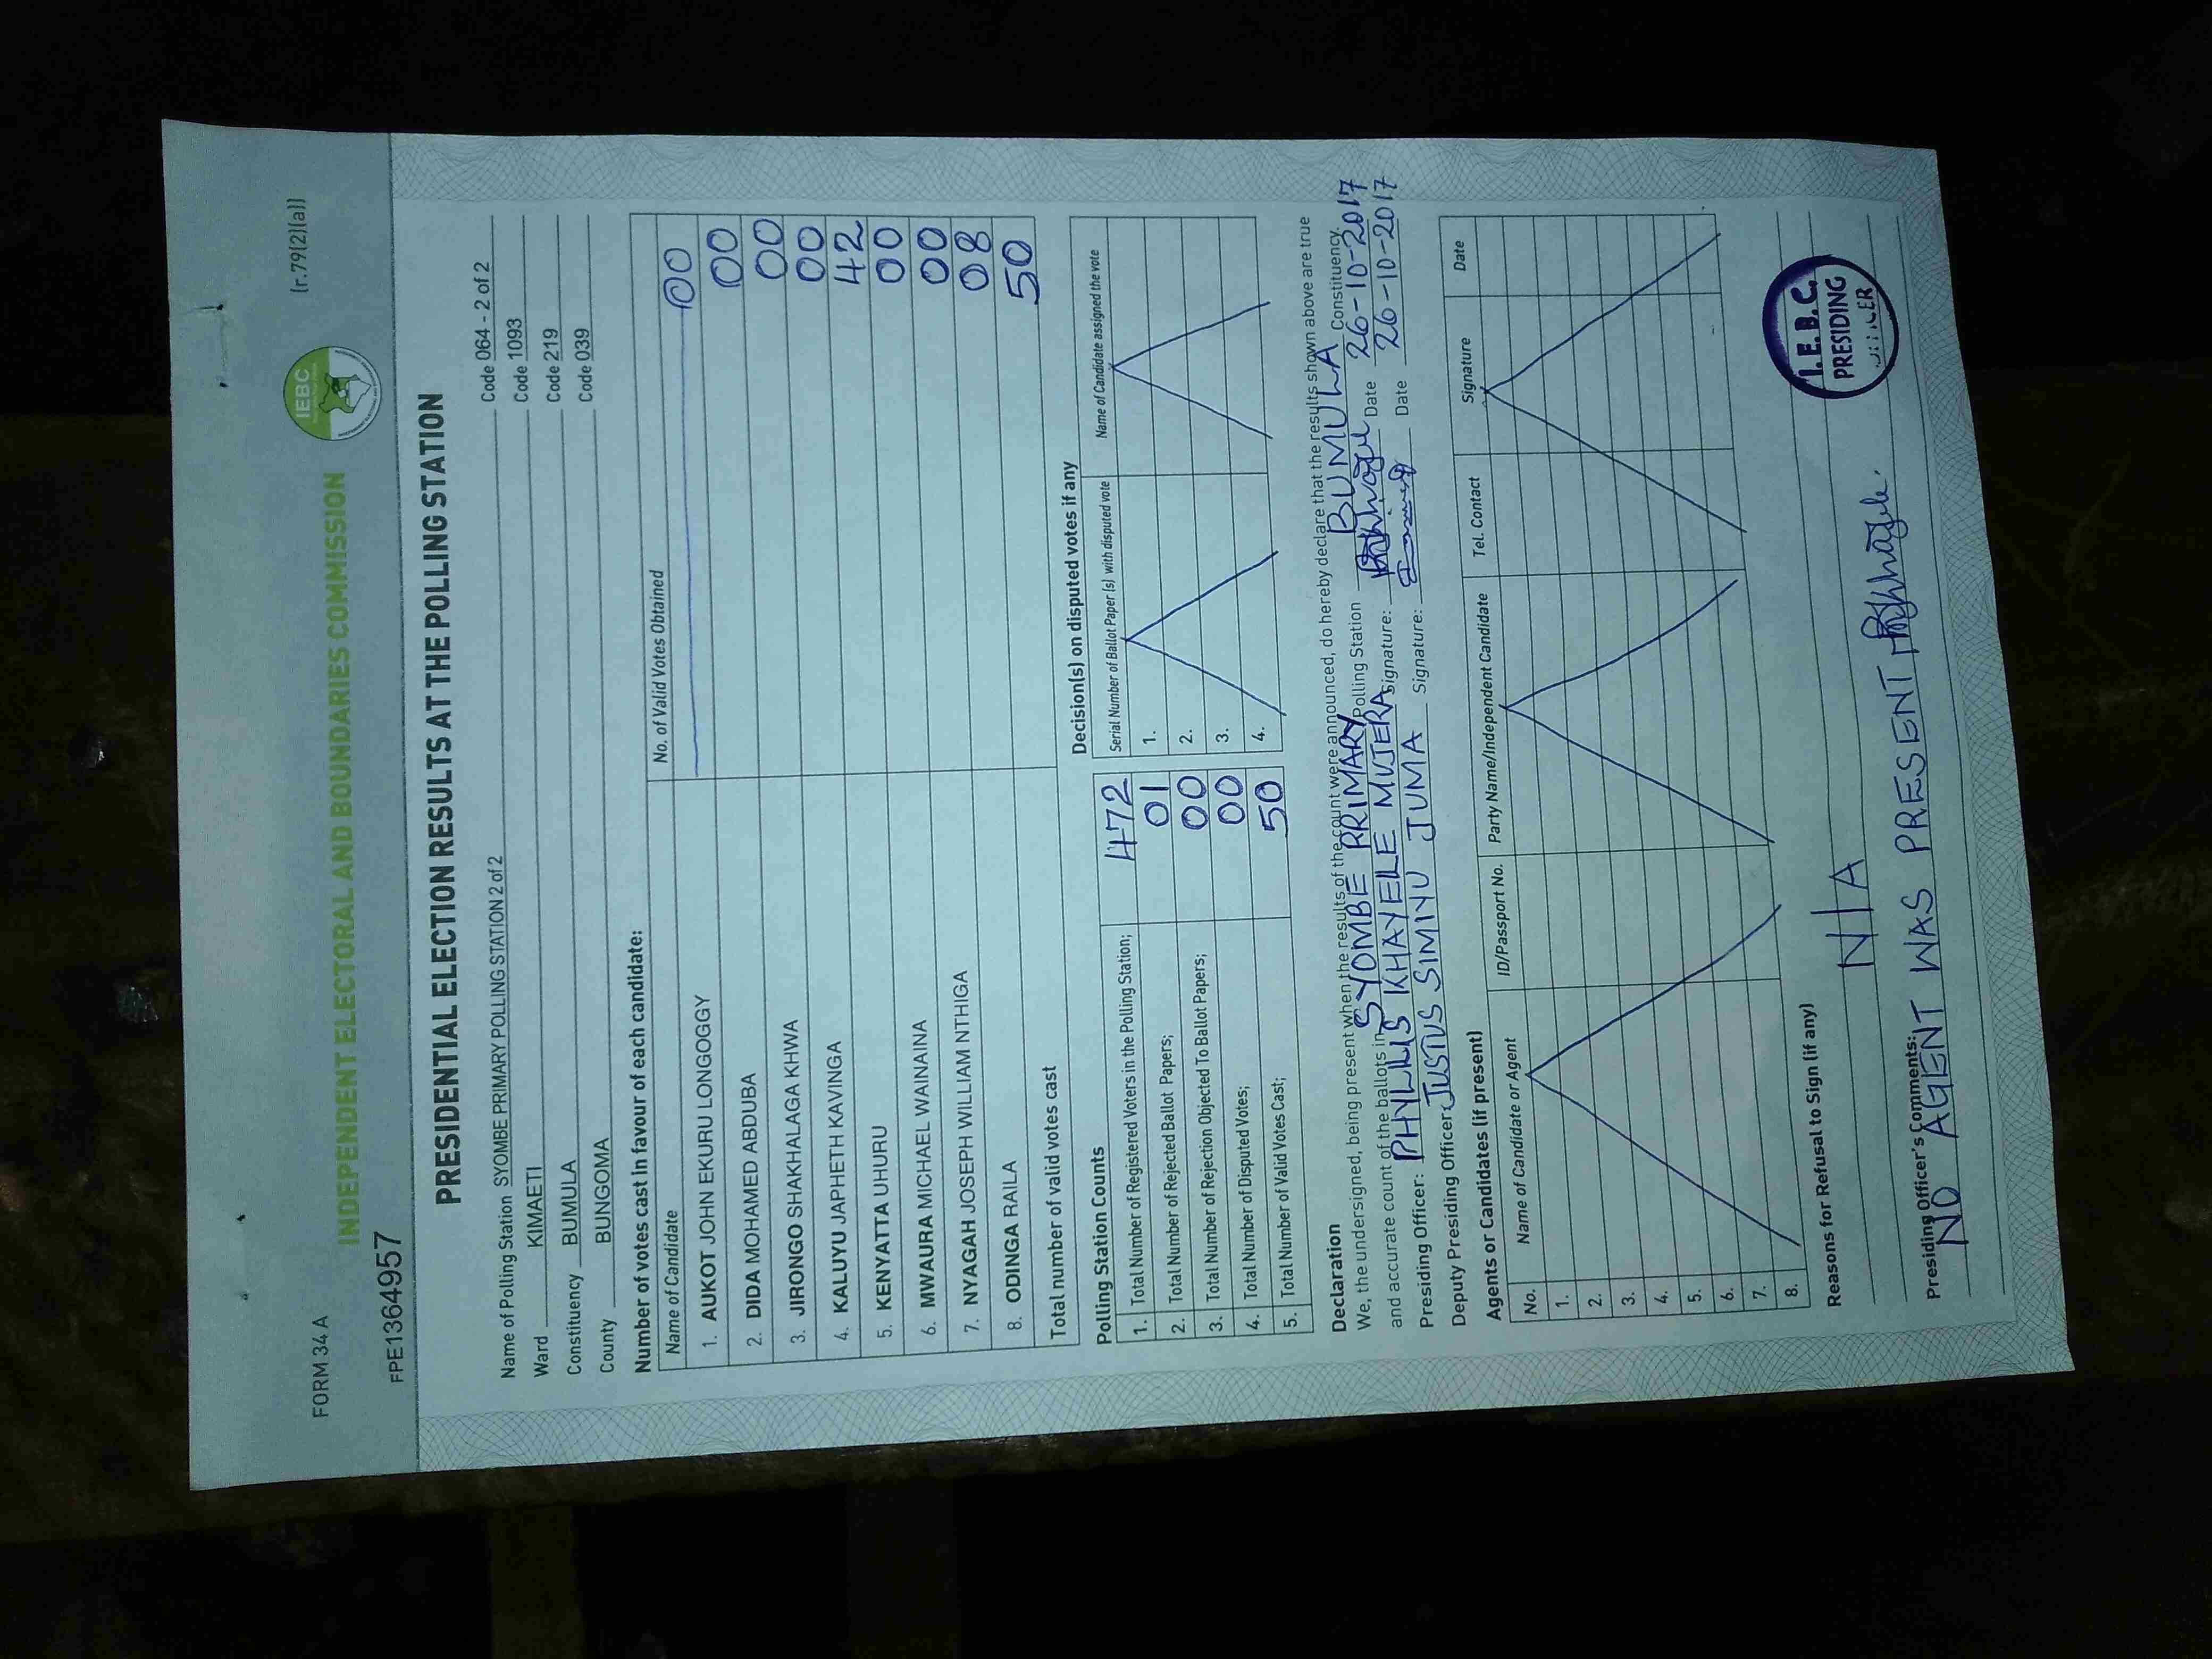 FORM 34A
IEBC
(r.79(2)(a))
INDEPENDENT ELECTORAL AND BOUNDARIES COMMISSION
FPE1364957
PRESIDENTIAL ELECTION RESULTS AT THE POLLING STATION
Name of Polling Station SYOMBE PRIMARY POLLING STATION 2 of 2 Code 064 - 2 of 2
Ward KIMAETI Code 1093
Constituency BUMULA Code 219
County BUNGOMA Code 039
Number of votes cast in favour of each candidate:
Name of Candidate No. of Valid Votes Obtained
1. AUKOT JOHN EKURU LONGOGGY 00
2. DIDA MOHAMED ABDUBA 00
3. JIRONGO SHAKHALAGA KHWA 00
4. KALUYU JAPHETH KAVINGA 00
5. KENYATTA UHURU 42
6. MWAURA MICHAEL WAINAINA 00
7. NYAGAH JOSEPH WILLIAM NTHIGA 00
8. ODINGA RAILA 08
Total number of valid votes cast 50
Polling Station Counts
1. Total Number of Registered Voters in the Polling Station; 472
2. Total Number of Rejected Ballot Papers; 01
3. Total Number of Rejection Objected To Ballot Papers; 00
4. Total Number of Disputed Votes; 00
5. Total Number of Valid Votes Cast; 50
Decision(s) on disputed votes if any
Serial Number of Ballot Paper (s) with disputed vote Name of Candidate assigned the vote
1.
2.
3.
4.
Declaration
We, the undersigned, being present when the results of the count were announced, do hereby declare that the results shown above are true
and accurate count of the ballots in SYOMBE PRIMARY Polling Station BUMULA Constituency.
Presiding Officer: PHYLLIS KHAYELE MUJERA Signature: Date 26-10-2017
Deputy Presiding Officer: JUSTUS SIMIYU JUMA Signature: Date 26-10-2017
Agents or Candidates (if present)
No. Name of Candidate or Agent ID/Passport No. Party Name/Independent Candidate Tel. Contact Signature Date
1.
2.
3.
4.
5.
6.
7.
8.
Reasons for Refusal to Sign (if any)
N/A
Presiding Officer's Comments:
NO AGENT WAS PRESENT
I.E.B.C.
PRESIDING
OFFICER